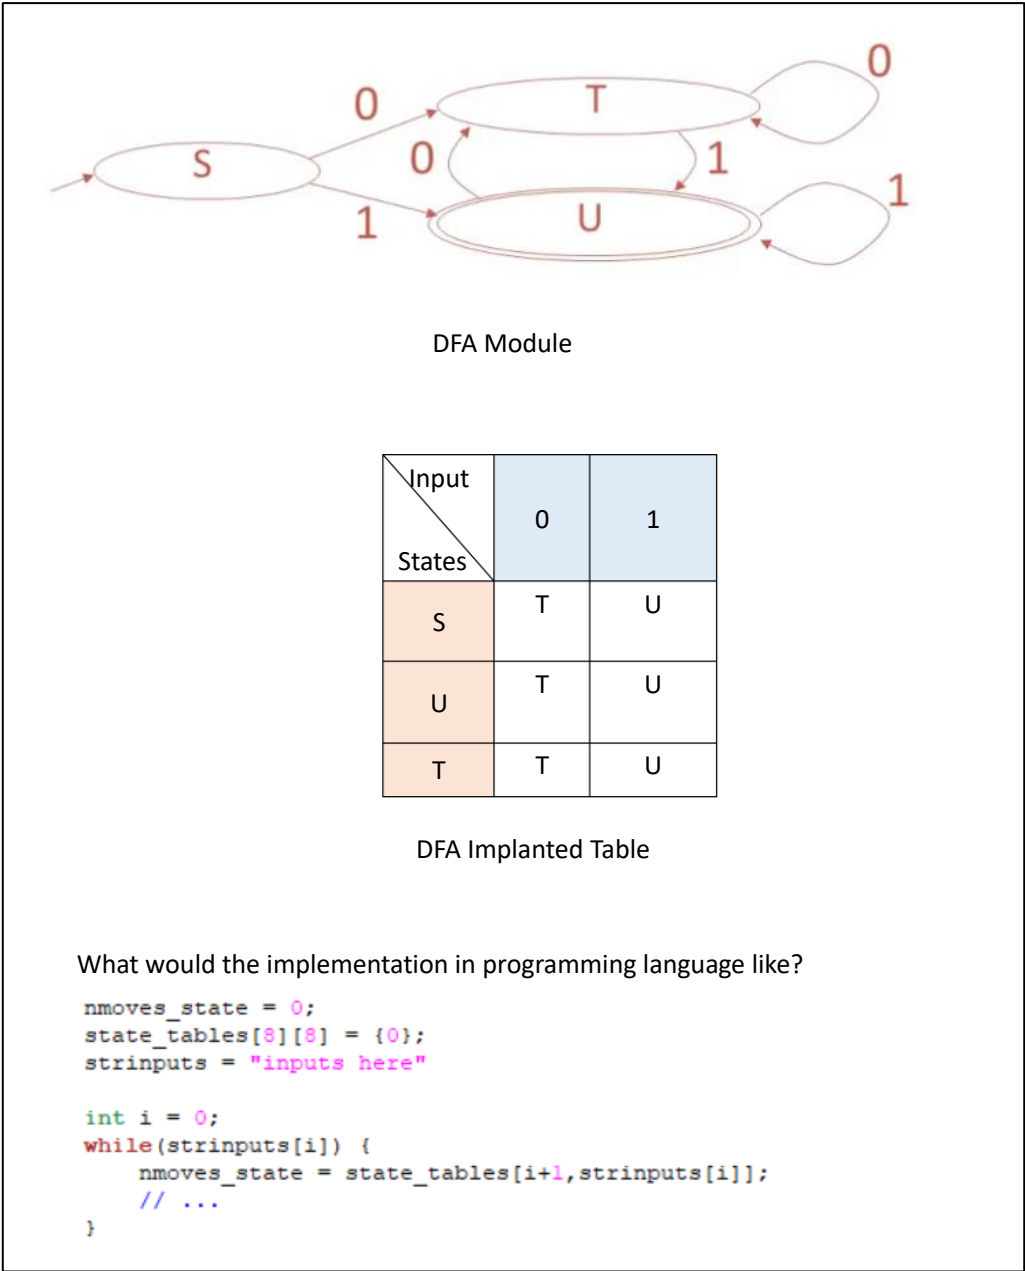 0
T
0
S
0
1
1
U
1
DFA Module
Input
0 1
States
S T U
U T U
T T U
DFA Implanted Table
What would the implementation in programming language like?
nmoves_state = 0;
state_tables[8][8] = {0};
strinputs = "inputs here"
int i = 0;
while(strinputs[i]) {
    nmoves_state = state_tables[i+1,strinputs[i]];
    // ...
}